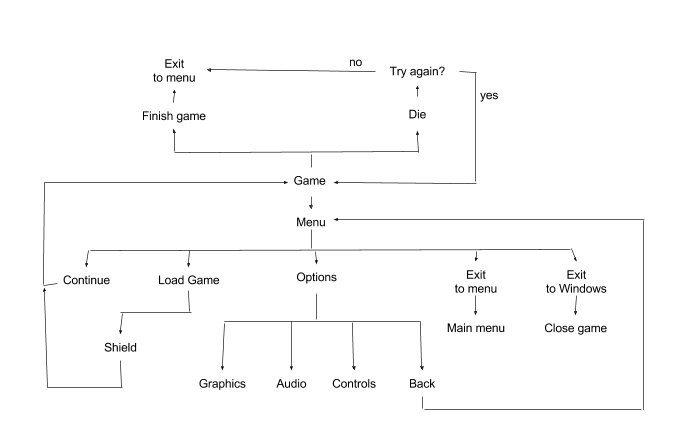 Exit
to menu
no
Try again?
yes
Finish game
Die
Game
Menu
Continue
Load Game
Options
Exit
to menu
Exit
to Windows
Main menu
Close game
Shield
Graphics
Audio
Controls
Back